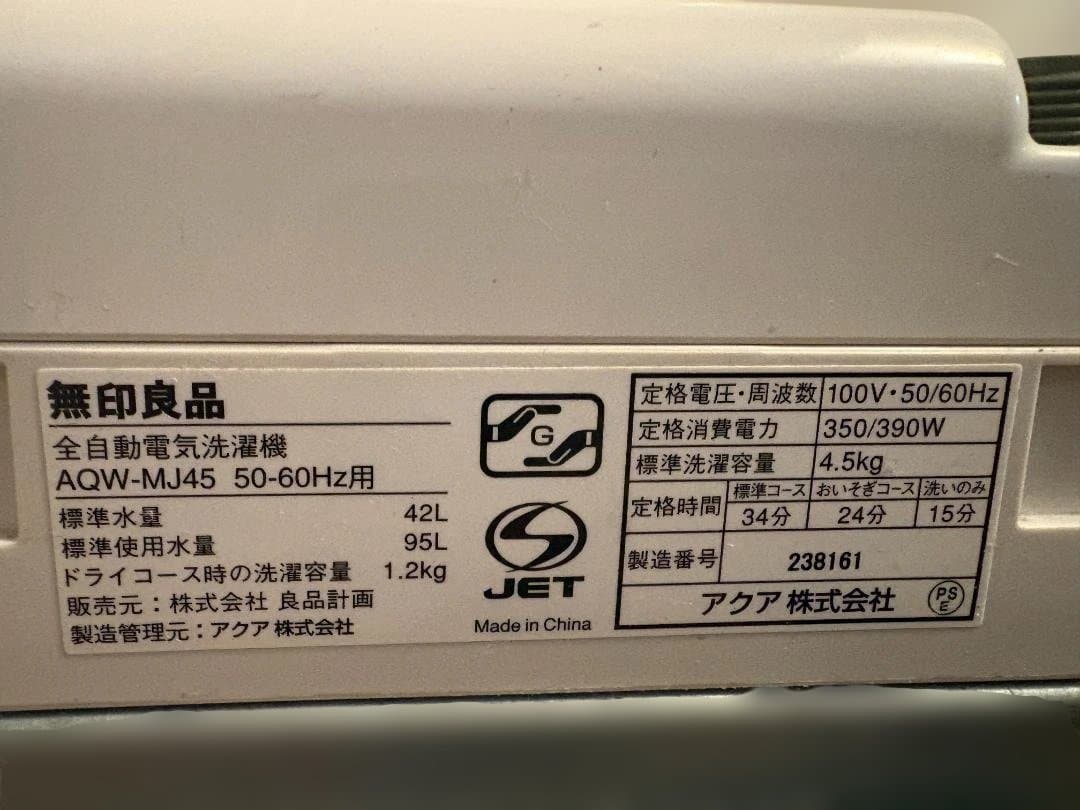 無印良品
全自動電気洗濯機
AQW-MJ45 50-60Hz用
標準水量 42L
標準使用水量 95L
ドライコース時の洗濯容量 1.2kg
販売元：株式会社 良品計画
製造管理元：アクア 株式会社
G
S
JET
Made in China
定格電圧・周波数 100V・50/60Hz
定格消費電力 350/390W
標準洗濯容量 4.5kg
定格時間 標準コース おいそぎコース 洗いのみ
34分 24分 15分
製造番号 238161
アクア 株式会社 PS E